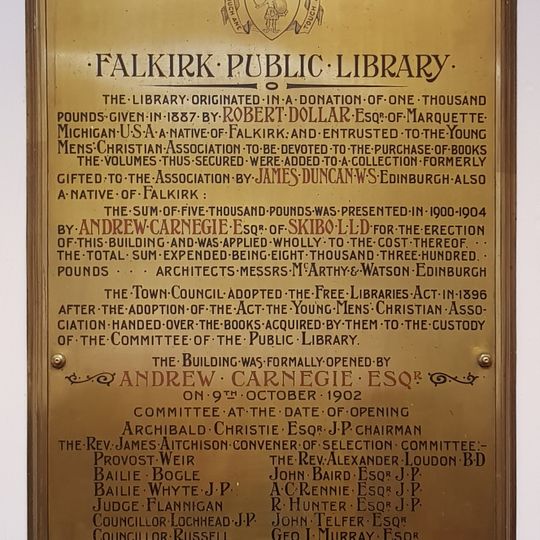 ·FALKIRK·PUBLIC·LIBRARY·
THE·LIBRARY·ORIGINATED·IN·A·DONATION·OF·ONE·THOUSAND
POUNDS·GIVEN·IN·1887·BY·ROBERT·DOLLAR·ESQR·OF·MARQUETTE·
MICHIGAN·U·S·A·A·NATIVE·OF·FALKIRK:AND·ENTRUSTED·TO·THE·YOUNG
MENS·CHRISTIAN·ASSOCIATION·TO·BE·DEVOTED·TO·THE·PURCHASE·OF·BOOKS
THE·VOLUMES·THUS·SECURED·WERE·ADDED·TO·A·COLLECTION·FORMERLY
GIFTED·TO·THE·ASSOCIATION·BY·JAMES·DUNCAN·W·S·EDINBURGH·ALSO
A·NATIVE·OF·FALKIRK:
THE·SUM·OF·FIVE·THOUSAND·POUNDS·WAS·PRESENTED·IN·1900-1904
BY·ANDREW·CARNEGIE·ESQR·OF·SKIBO·L·L·D·FOR·THE·ERECTION
OF·THIS·BUILDING·AND·WAS·APPLIED·WHOLLY·TO·THE·COST·THEREOF. · ·
THE·TOTAL·SUM·EXPENDED·BEING·EIGHT·THOUSAND·THREE·HUNDRED·
POUNDS · · · ARCHITECTS·MESSRS·MCARTHY·&·WATSON·EDINBURGH
THE·TOWN·COUNCIL·ADOPTED·THE·FREE·LIBRARIES·ACT·IN·1896
AFTER·THE·ADOPTION·OF·THE·ACT·THE·YOUNG·MENS·CHRISTIAN·ASSO-
CIATION·HANDED·OVER·THE·BOOKS·ACQUIRED·BY·THEM·TO·THE·CUSTODY
OF·THE·COMMITTEE·OF·THE·PUBLIC·LIBRARY.
THE·BUILDING·WAS·FORMALLY·OPENED·BY
ANDREW·CARNEGIE·ESQR
ON·9TH·OCTOBER·1902
COMMITTEE·AT·THE·DATE·OF·OPENING
ARCHIBALD·CHRISTIE·ESQR·J·P·CHAIRMAN
THE·REV·JAMES·AITCHISON·CONVENER·OF·SELECTION·COMMITTEE:-
PROVOST·WEIR THE·REV·ALEXANDER·LOUDON·B·D
BAILIE·BOGLE JOHN·BAIRD·ESQR·J·P·
BAILIE·WHYTE·J·P· A·C·RENNIE·ESQR·J·P·
JUDGE·FLANNIGAN R·HUNTER·ESQR·J·P·
COUNCILLOR·LOCHHEAD·J·P· JOHN·TELFER·ESQR
COUNCILLOR·RUSSELL GEO·I·MURRAY·ESQR